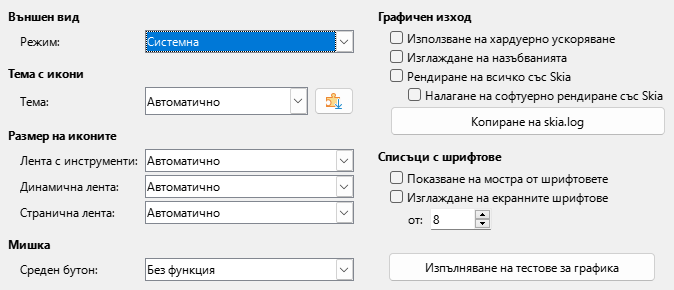 Външен вид
Режим: Системна
Тема с икони
Тема: Автоматично
Размер на иконите
Лента с инструменти: Автоматично
Динамична лента: Автоматично
Странична лента: Автоматично
Мишка
Среден бутон: Без функция
Графичен изход
Използване на хардуерно ускоряване
Изглаждане на назъбванията
Рендиране на всичко със Skia
Налагане на софтуерно рендиране със Skia
Копиране на skia.log
Списъци с шрифтове
Показване на мостра от шрифтовете
Изглаждане на екранните шрифтове
от: 8
Изпълняване на тестове за графика